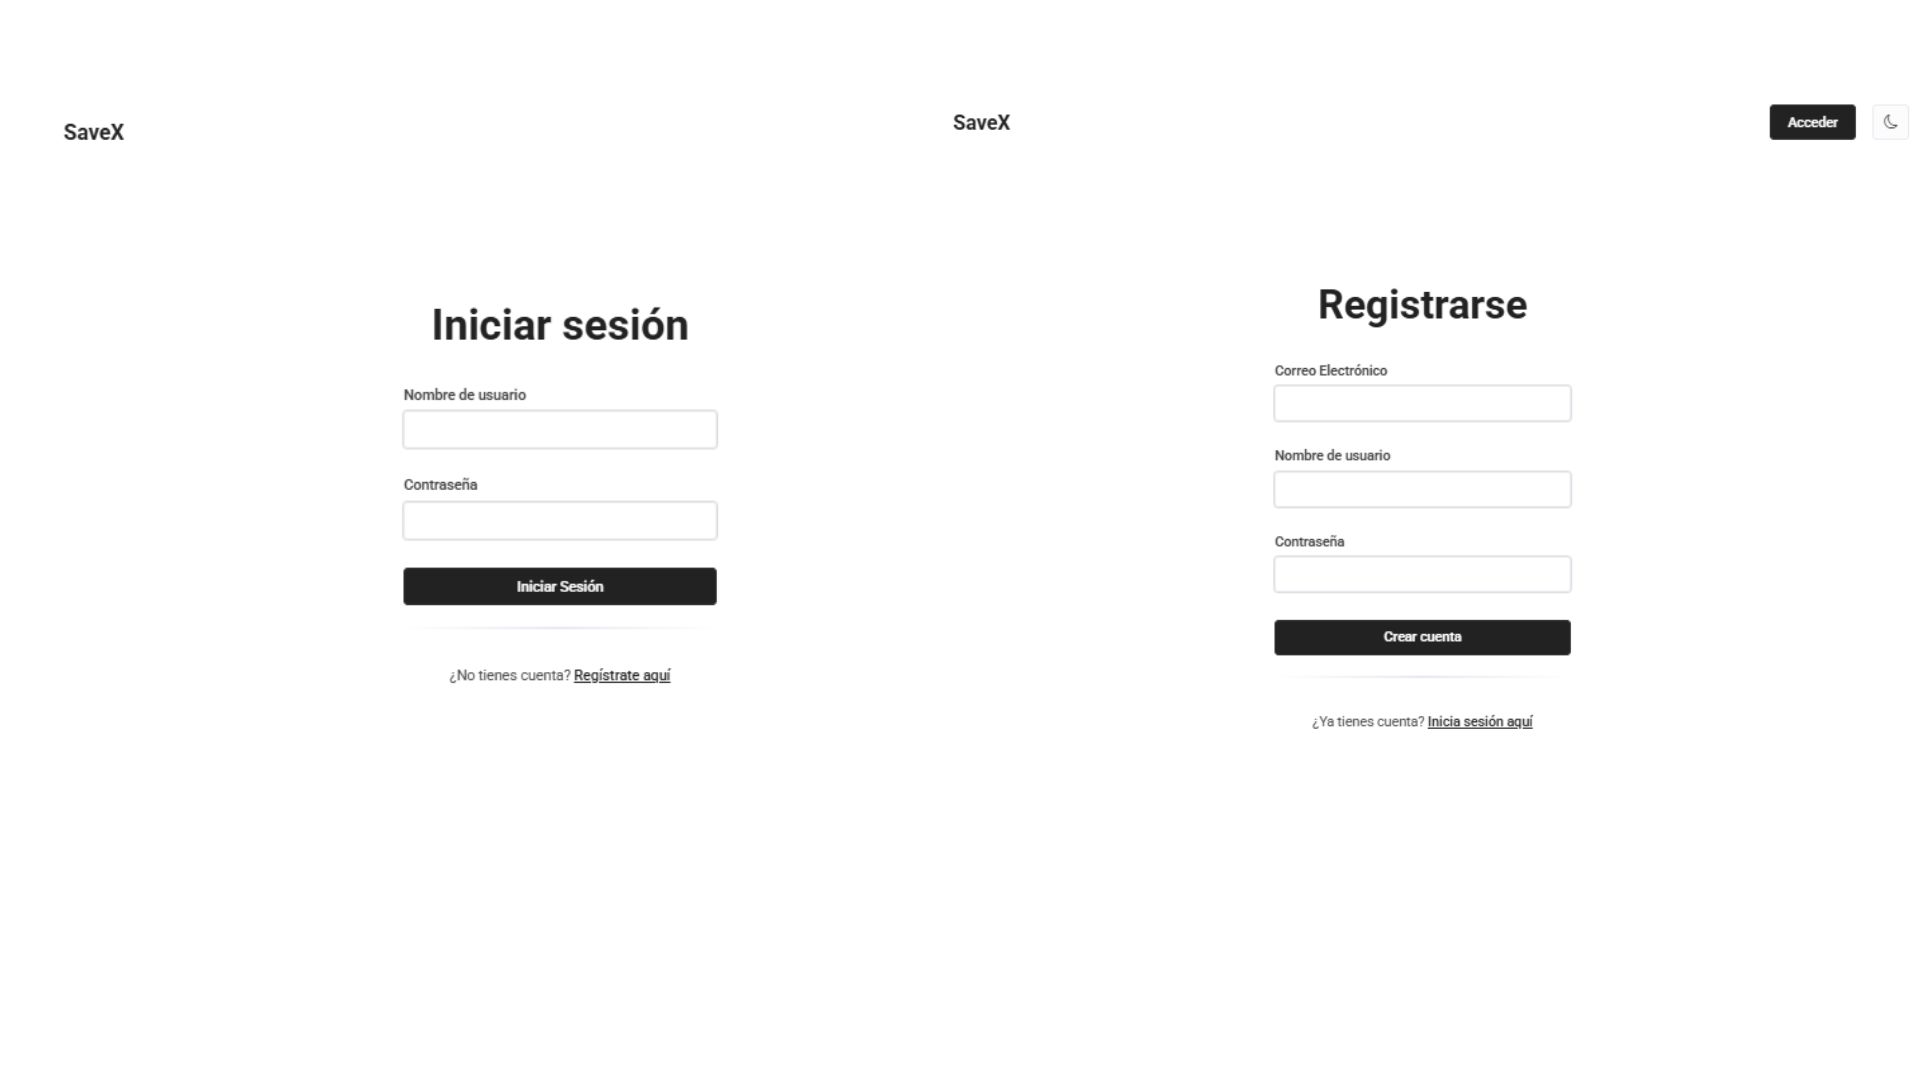 SaveX
Iniciar sesión
Nombre de usuario
Contraseña
Iniciar Sesión
¿No tienes cuenta? Regístrate aquí
SaveX
Acceder
Registrarse
Correo Electrónico
Nombre de usuario
Contraseña
Crear cuenta
¿Ya tienes cuenta? Inicia sesión aquí